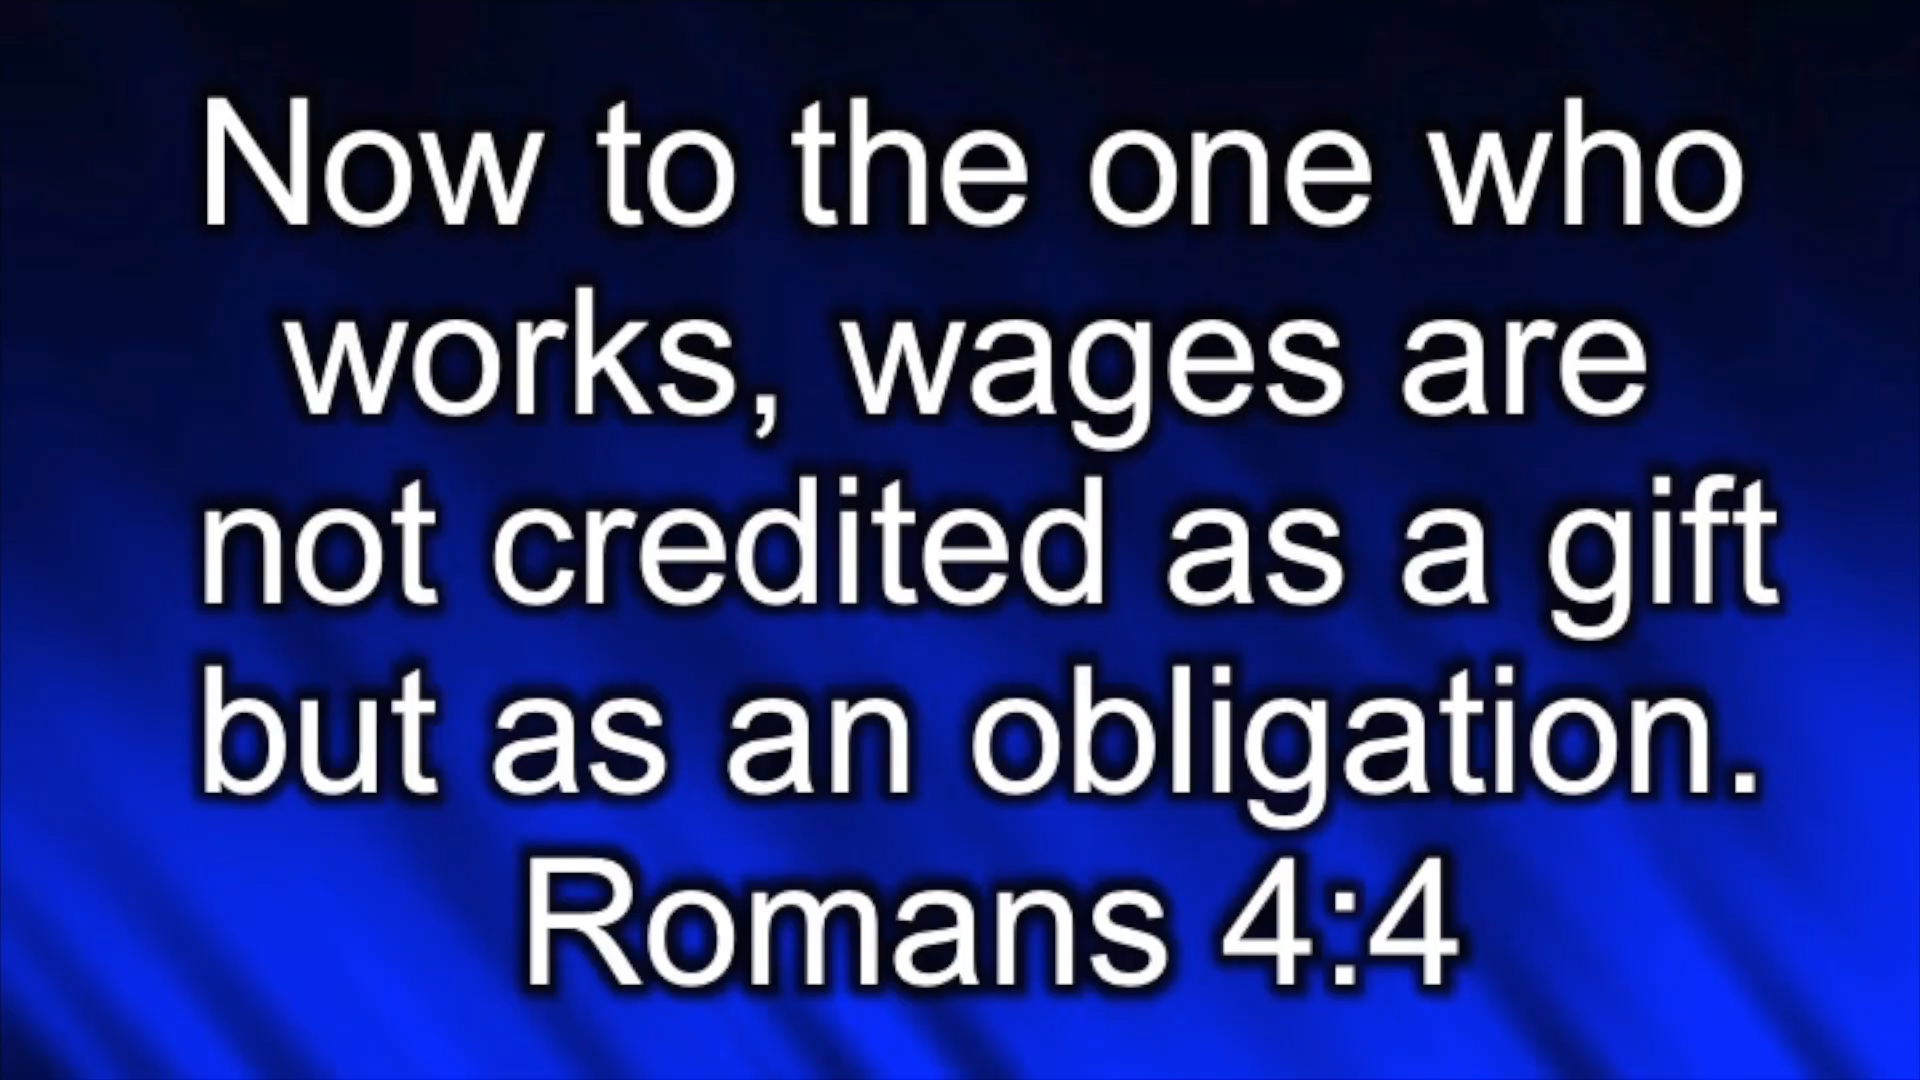 Now to the one who
works, wages are
not credited as a gift
but as an obligation.
Romans 4:4